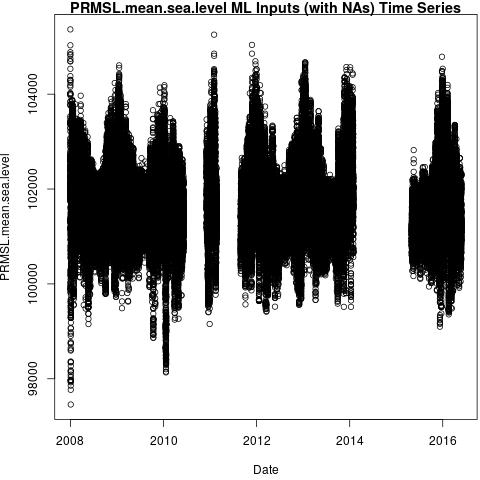 PRMSL.mean.sea.level ML Inputs (with NAs) Time Series
PRMSL.mean.sea.level
104000
102000
100000
98000
2008 2010 2012 2014 2016
Date